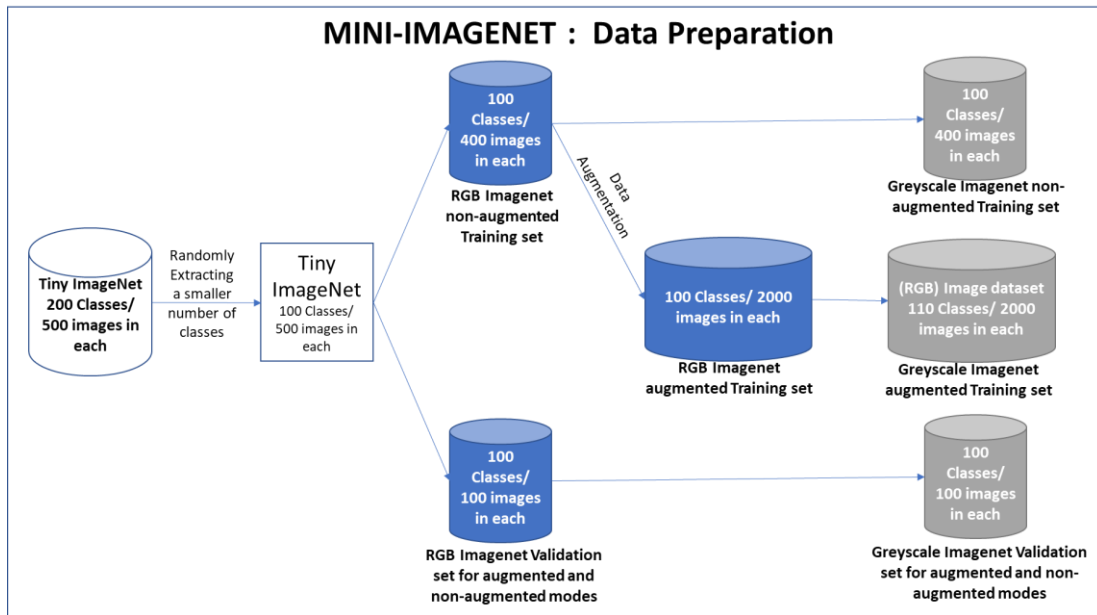 MINI-IMAGENET :  Data Preparation
100
Classes/
400 images
in each
RGB Imagenet
non-augmented
Training set
100
Classes/
400 images
in each
Greyscale Imagenet non-
augmented Training set
Data
Augmentation
Tiny ImageNet
200 Classes/
500 images in
each
Randomly
Extracting
a smaller
number of
classes
Tiny
ImageNet
100 Classes/
500 images in
each
100 Classes/ 2000
images in each
RGB Imagenet
augmented Training set
(RGB) Image dataset
110 Classes/ 2000
images in each
Greyscale Imagenet
augmented Training set
100
Classes/
100 images
in each
RGB Imagenet Validation
set for augmented and
non-augmented modes
100
Classes/
100 images
in each
Greyscale Imagenet Validation
set for augmented and non-
augmented modes